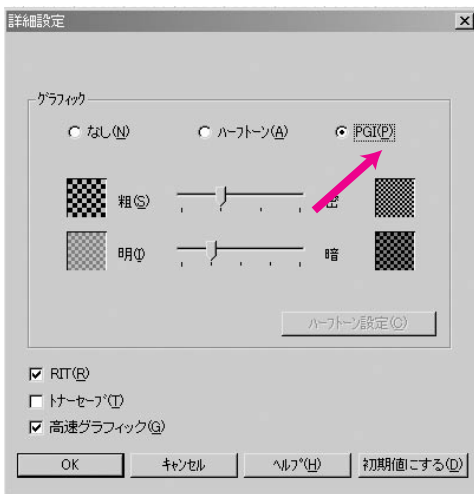 詳細設定
グラフィック
なし(N) ハーフトーン(A) PGI(P)
粗(S) 密
明(I) 暗
ハーフトーン設定(C)
RIT(R)
トナーセーブ(T)
高速グラフィック(G)
OK キャンセル ヘルプ(H) 初期値にする(D)